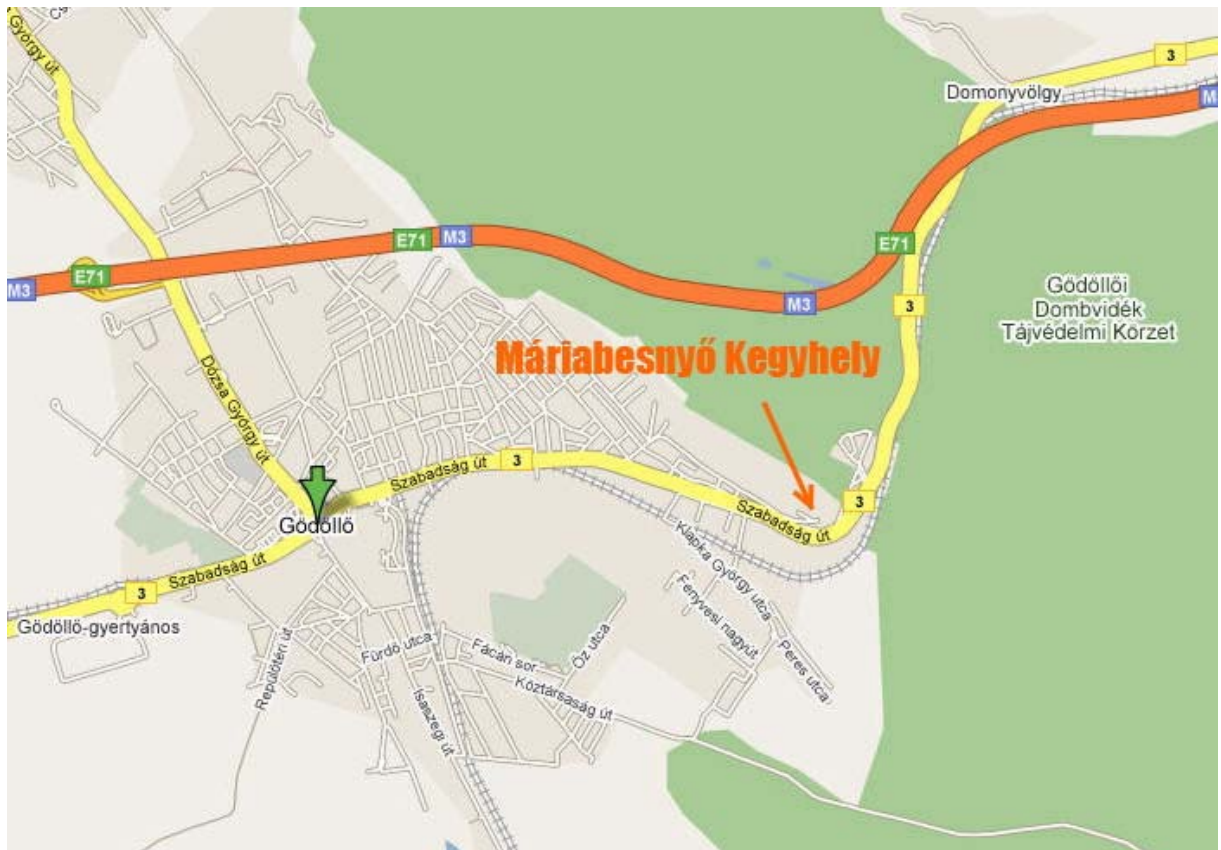 György út
3
Domonyvölgy
M
E71
M3
E71
E71
M3
M3
3
Gödöllői
Dombvidék
Tájvédelmi Körzet
Máriabesnyő Kegyhely
Dózsa György út
Szabadság út
3
3
Szabadság út
Gödöllő
Szabadság út
3
Klapka György utca
Fenyvesi nagyút
Peres utca
Gödöllő-gyertyános
Repülőtéri út
Fürdő utca
Fácán sor
Őz utca
Köztársaság út
Isaszegi út